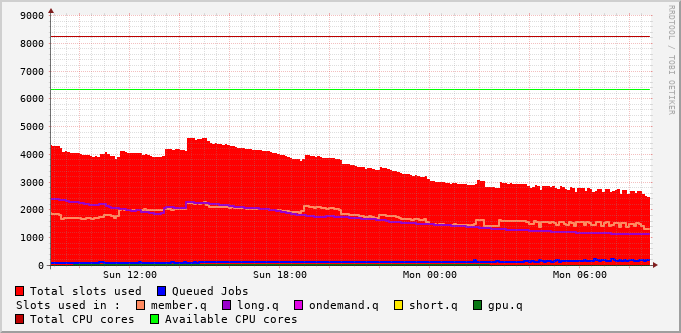 RRDTOOL / TOBI OETIKER
9000
8000
7000
6000
5000
4000
3000
2000
1000
0
Sun 12:00 Sun 18:00 Mon 00:00 Mon 06:00
Total slots used Queued Jobs
Slots used in : member.q long.q ondemand.q short.q gpu.q
Total CPU cores Available CPU cores